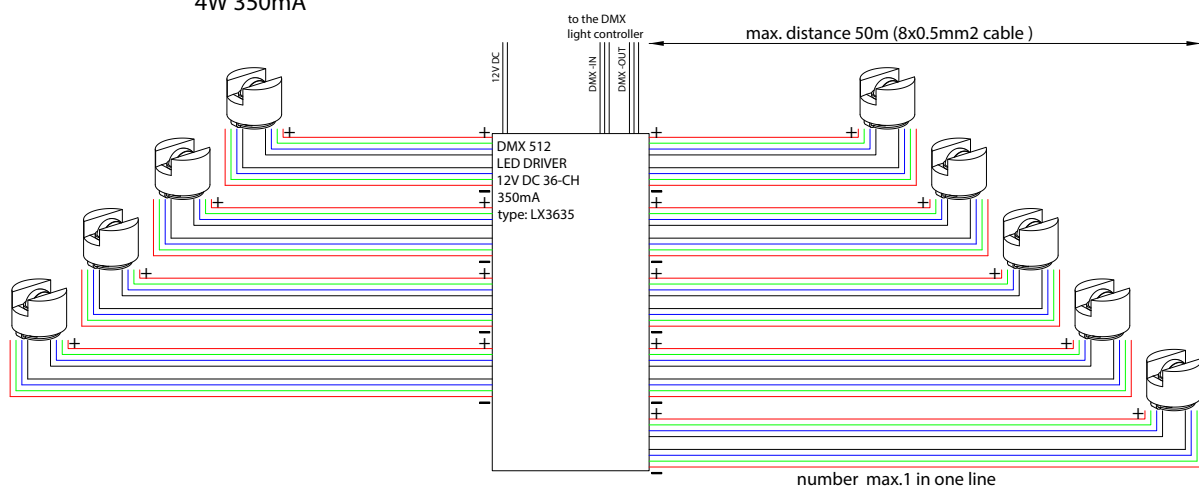 4W 350mA
to the DMX
light controller
max. distance 50m (8x0.5mm2 cable )
12V DC
DMX -IN
DMX -OUT
+ + + +
DMX 512
LED DRIVER
12V DC 36-CH
350mA
type: LX3635
− − − −
+ + + +
− − − −
+ + + +
− − − −
+ + + +
− − − −
+ +
number max.1 in one line
−